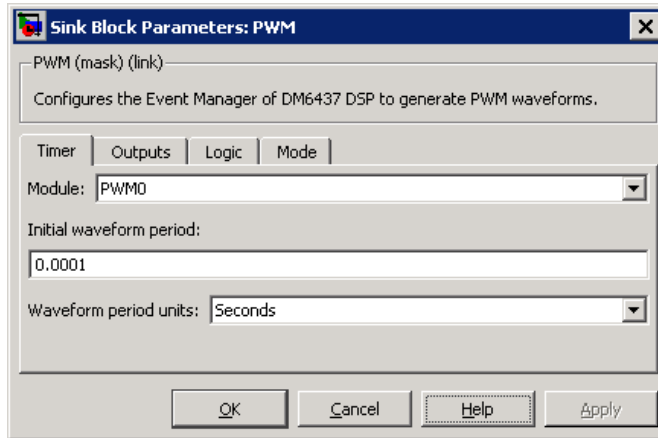 Sink Block Parameters: PWM
PWM (mask) (link)
Configures the Event Manager of DM6437 DSP to generate PWM waveforms.
Timer Outputs Logic Mode
Module: PWM0
Initial waveform period:
0.0001
Waveform period units: Seconds
OK Cancel Help Apply